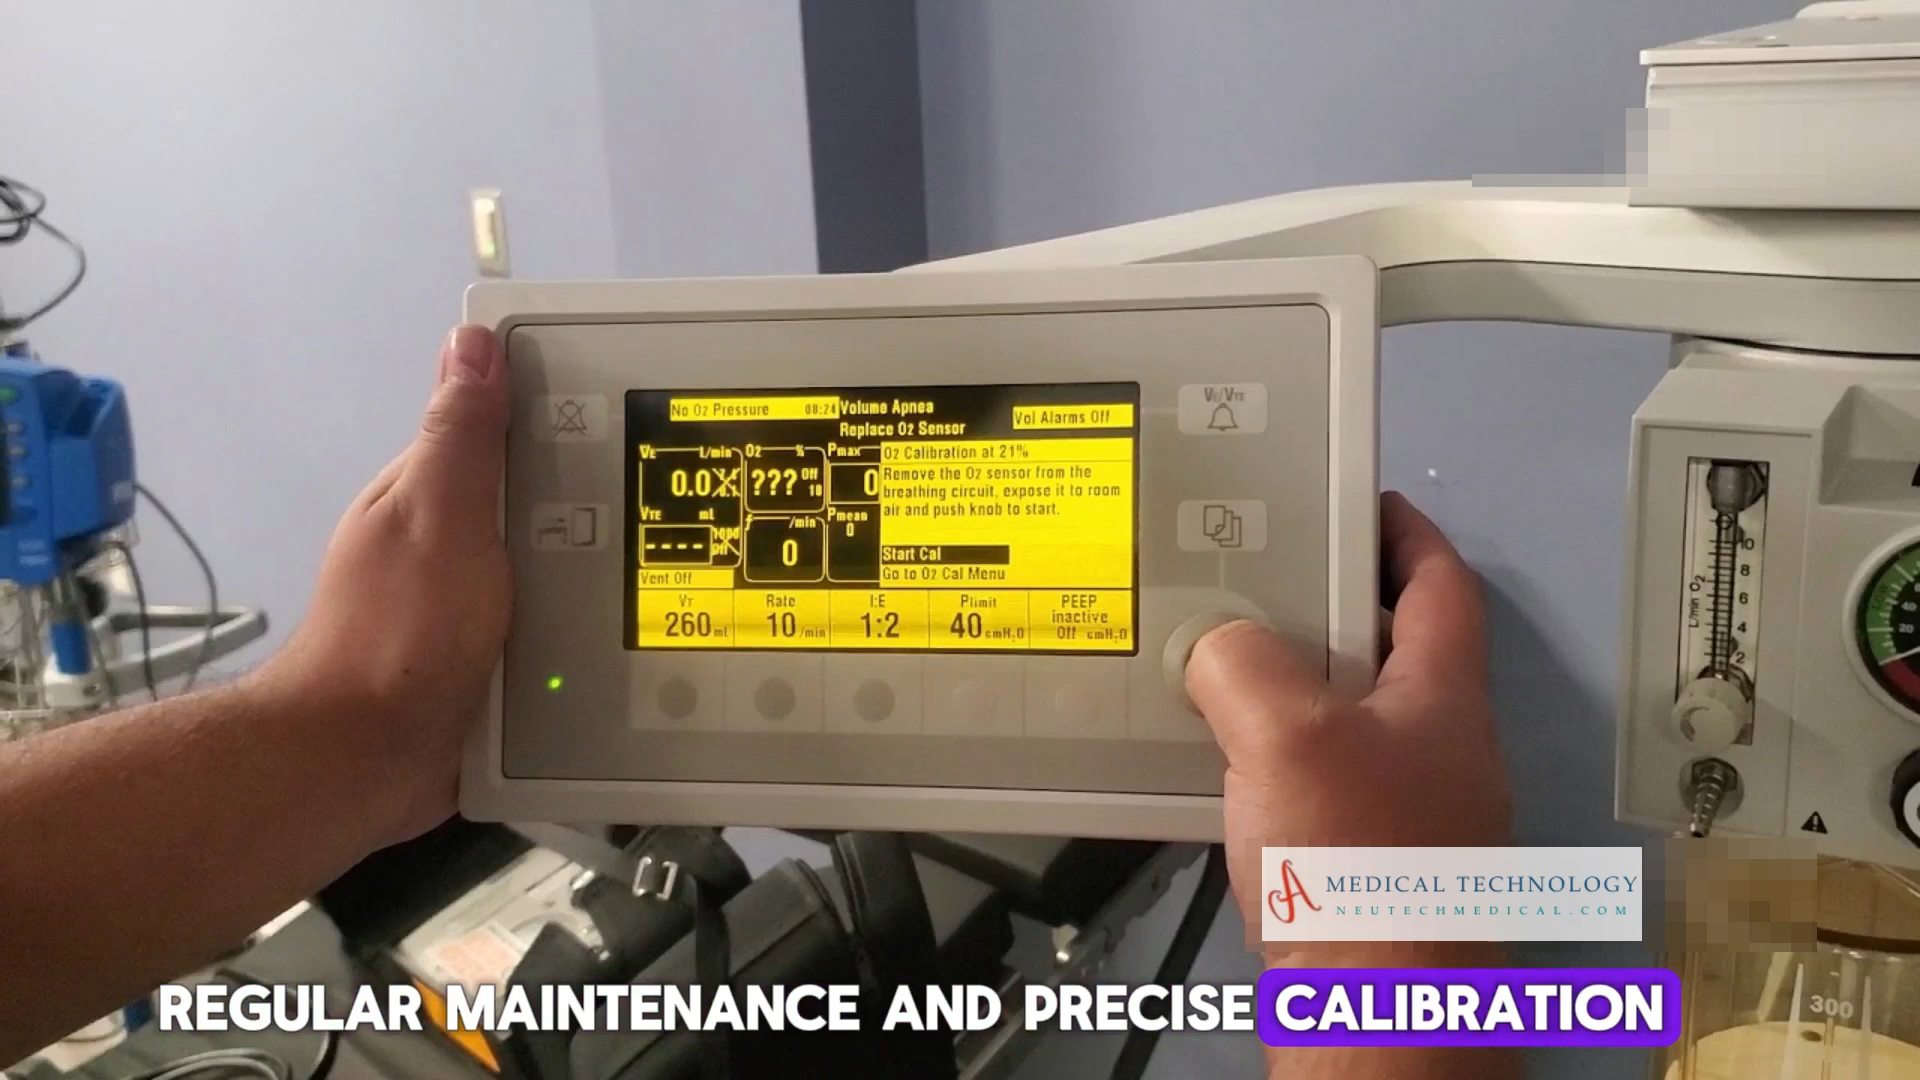 No O2 Pressure 08:24 Volume Apnea Vol Alarms Off
Replace O2 Sensor
VE L/min O2 % Pmax
0.0 ??? Off 18 0
O2 Calibration at 21%
Remove the O2 sensor from the
breathing circuit, expose it to room
air and push knob to start.
VTE mL /min Pmean
---- 0 0
Start Cal
Go to O2 Cal Menu
Vent Off
VT Rate I:E Plimit PEEP
inactive
260 mL 10 /min 1:2 40 cmH2O Off cmH2O
VE/VTE
L/min O2
10
8
6
4
2
40
20
MEDICAL TECHNOLOGY
NEUTECHMEDICAL.COM
REGULAR MAINTENANCE AND PRECISE CALIBRATION
300